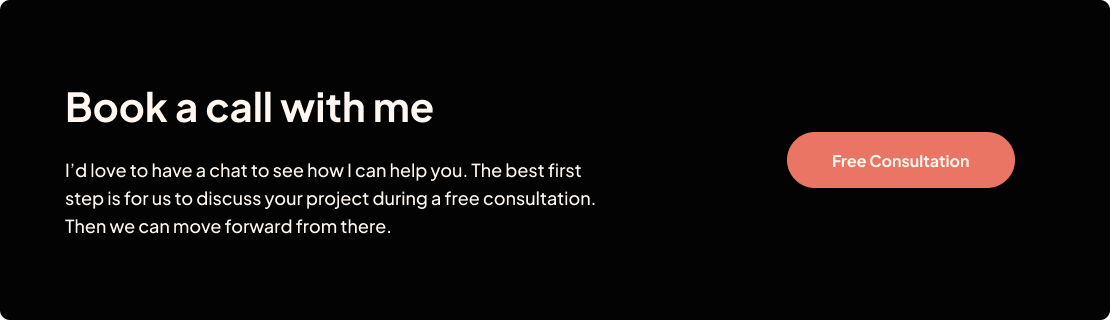 Book a call with me
I’d love to have a chat to see how I can help you. The best first
step is for us to discuss your project during a free consultation.
Then we can move forward from there.
Free Consultation